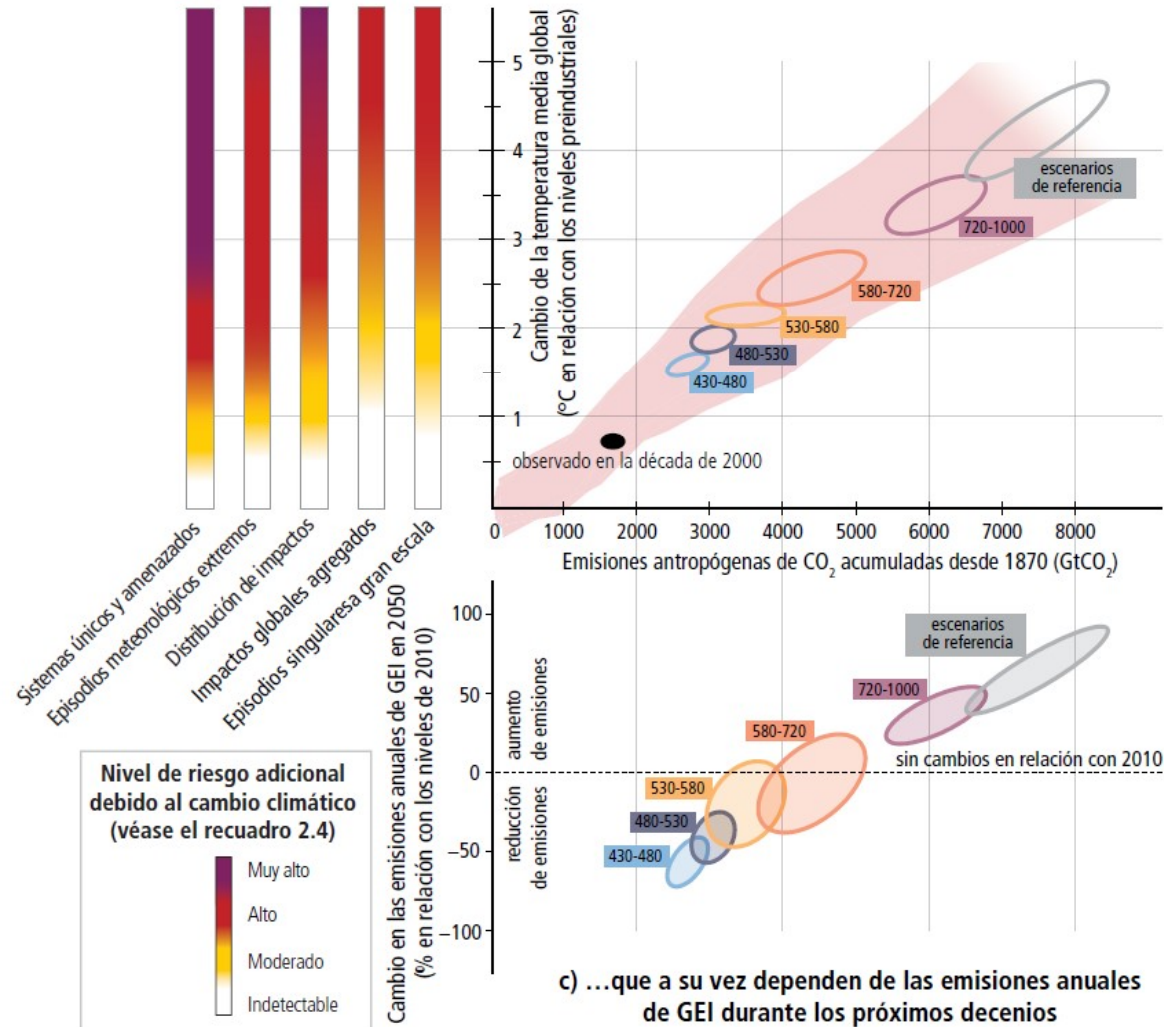 Cambio de la temperatura media global
(ºC en relación con los niveles preindustriales)
5
4
3
2
1
escenarios
de referencia
720-1000
580-720
530-580
480-530
430-480
observado en la década de 2000
0 1000 2000 3000 4000 5000 6000 7000 8000
Emisiones antropógenas de CO2 acumuladas desde 1870 (GtCO2)
Sistemas únicos y amenazados
Episodios meteorológicos extremos
Distribución de impactos
Impactos globales agregados
Episodios singularesa gran escala
Nivel de riesgo adicional
debido al cambio climático
(véase el recuadro 2.4)
Muy alto
Alto
Moderado
Indetectable
Cambio en las emisiones anuales de GEI en 2050
(% en relación con los niveles de 2010)
100
50
0
−50
−100
aumento
de emisiones
reducción
de emisiones
escenarios
de referencia
720-1000
580-720
sin cambios en relación con 2010
530-580
480-530
430-480
c) ...que a su vez dependen de las emisiones anuales
de GEI durante los próximos decenios